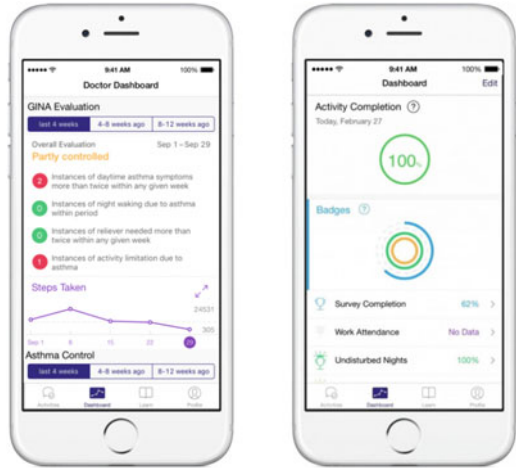 9:41 AM
100%
Doctor Dashboard
GINA Evaluation
last 4 weeks
4-8 weeks ago
8-12 weeks ago
Overall Evaluation
Sep 1 – Sep 29
Partly controlled
2
Instances of daytime asthma symptoms
more than twice within any given week
0
Instances of night waking due to asthma
within period
0
Instances of reliever needed more than
twice within any given week
1
Instances of activity limitation due to
asthma
Steps Taken
24531
305
Sep 1
8
15
22
29
Asthma Control
last 4 weeks
4-8 weeks ago
8-12 weeks ago
Activities
Dashboard
Learn
Profile
9:41 AM
100%
Dashboard
Edit
Activity Completion ?
Today, February 27
100%
Badges ?
Survey Completion
62%
Work Attendance
No Data
Undisturbed Nights
100%
Activities
Dashboard
Learn
Profile